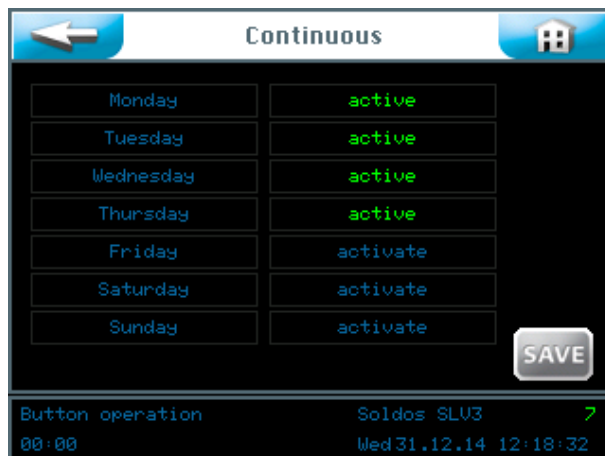 Continuous
Monday active
Tuesday active
Wednesday active
Thursday active
Friday activate
Saturday activate
Sunday activate
SAVE
Button operation Soldos SLV3 7
00:00 Wed 31.12.14 12:18:32